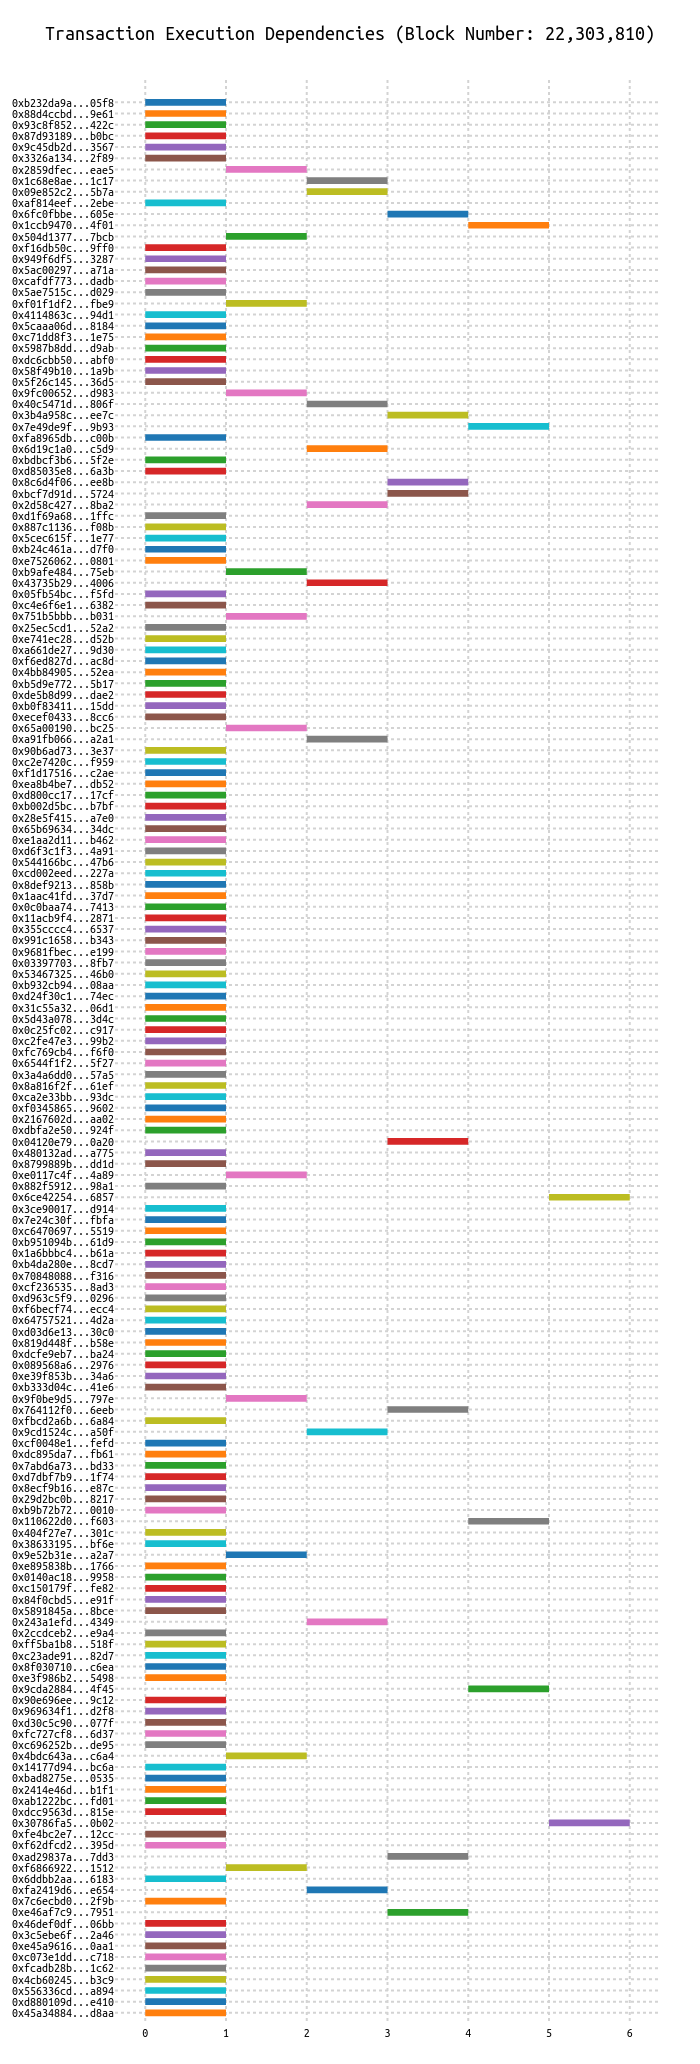 Transaction Execution Dependencies (Block Number: 22,303,810)
0xb232da9a...05f8
0x88d4ccbd...9e61
0x93c8f852...422c
0x87d93189...b0bc
0x9c45db2d...3567
0x3326a134...2f89
0x2859dfec...eae5
0x1c68e8ae...1c17
0x09e852c2...5b7a
0xaf814eef...2ebe
0x6fc0fbbe...605e
0x1ccb9470...4f01
0x504d1377...7bcb
0xf16db50c...9ff0
0x949f6df5...3287
0x5ac00297...a71a
0xcafdf773...dadb
0x5ae7515c...d029
0xf01f1df2...fbe9
0x4114863c...94d1
0x5caaa06d...8184
0xc71dd8f3...1e75
0x5987b8dd...d9ab
0xdc6cbb50...abf0
0x58f49b10...1a9b
0x5f26c145...36d5
0x9fc00652...d983
0x40c5471d...806f
0x3b4a958c...ee7c
0x7e49de9f...9b93
0xfa8965db...c00b
0x6d19c1a0...c5d9
0xbdbcf3b6...5f2e
0xd85035e8...6a3b
0x8c6d4f06...ee8b
0xbcf7d91d...5724
0x2d58c427...8ba2
0xd1f69a68...1ffc
0x887c1136...f08b
0x5cec615f...1e77
0xb24c461a...d7f0
0xe7526062...0801
0xb9afe484...75eb
0x43735b29...4006
0x05fb54bc...f5fd
0xc4e6f6e1...6382
0x751b5bbb...b031
0x25ec5cd1...52a2
0xe741ec28...d52b
0xa661de27...9d30
0xf6ed827d...ac8d
0x4bb84905...52ea
0xb5d9e772...5b17
0xde5b8d99...dae2
0xb0f83411...15dd
0xecef0433...8cc6
0x65a00190...bc25
0xa91fb066...a2a1
0x90b6ad73...3e37
0xc2e7420c...f959
0xf1d17516...c2ae
0xea8b4be7...db52
0xd800cc17...17cf
0xb002d5bc...b7bf
0x28e5f415...a7e0
0x65b69634...34dc
0xe1aa2d11...b462
0xd6f3c1f3...4a91
0x544166bc...47b6
0xcd002eed...227a
0x8def9213...858b
0x1aac41fd...37d7
0x0c0baa74...7413
0x11acb9f4...2871
0x355cccc4...6537
0x991c1658...b343
0x9681fbec...e199
0x03397703...8fb7
0x53467325...46b0
0xb932cb94...08aa
0xd24f30c1...74ec
0x31c55a32...06d1
0x5d43a078...3d4c
0x0c25fc02...c917
0xc2fe47e3...99b2
0xfc769cb4...f6f0
0x6544f1f2...5f27
0x3a4a6dd0...57a5
0x8a816f2f...61ef
0xca2e33bb...93dc
0xf0345865...9602
0x2167602d...aa02
0xdbfa2e50...924f
0x04120e79...0a20
0x480132ad...a775
0x8799889b...dd1d
0xe0117c4f...4a89
0x882f5912...98a1
0x6ce42254...6857
0x3ce90017...d914
0x7e24c30f...fbfa
0xc6470697...5519
0xb951094b...61d9
0x1a6bbbc4...b61a
0xb4da280e...8cd7
0x70848088...f316
0xcf236535...8ad3
0xd963c5f9...0296
0xf6becf74...ecc4
0x64757521...4d2a
0xd03d6e13...30c0
0x819d448f...b58e
0xdcfe9eb7...ba24
0x089568a6...2976
0xe39f853b...34a6
0xb333d04c...41e6
0x9f0be9d5...797e
0x764112f0...6eeb
0xfbcd2a6b...6a84
0x9cd1524c...a50f
0xcf0048e1...fefd
0xdc895da7...fb61
0x7abd6a73...bd33
0xd7dbf7b9...1f74
0x8ecf9b16...e87c
0x29d2bc0b...8217
0xb9b72b72...0010
0x110622d0...f603
0x404f27e7...301c
0x38633195...bf6e
0x9e52b31e...a2a7
0xe895838b...1766
0x0140ac18...9958
0xc150179f...fe82
0x84f0cbd5...e91f
0x5891845a...8bce
0x243a1efd...4349
0x2ccdceb2...e9a4
0xff5ba1b8...518f
0xc23ade91...82d7
0x8f030710...c6ea
0xe3f986b2...5498
0x9cda2884...4f45
0x90e696ee...9c12
0x969634f1...d2f8
0xd30c5c90...077f
0xfc727cf8...6d37
0xc696252b...de95
0x4bdc643a...c6a4
0x14177d94...bc6a
0xbad8275e...0535
0x2414e46d...b1f1
0xab1222bc...fd01
0xdcc9563d...815e
0x30786fa5...0b02
0xfe4bc2e7...12cc
0xf62dfcd2...395d
0xad29837a...7dd3
0xf6866922...1512
0x6ddbb2aa...6183
0xfa2419d6...e654
0x7c6ecbd0...2f9b
0xe46af7c9...7951
0x46def0df...06bb
0x3c5ebe6f...2a46
0xe45a9616...0aa1
0xc073e1dd...c718
0xfcadb28b...1c62
0x4cb60245...b3c9
0x556336cd...a894
0xd880109d...e410
0x45a34884...d8aa
0 1 2 3 4 5 6